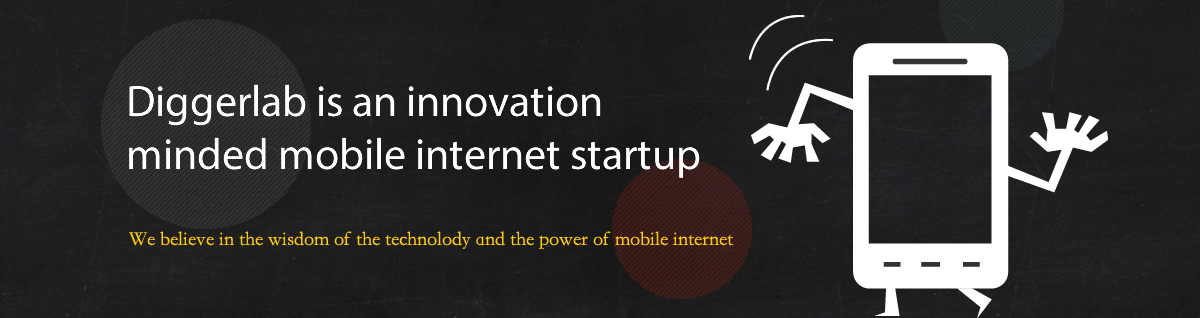 Diggerlab is an innovation
minded mobile internet startup
We believe in the wisdom of the technolody and the power of mobile internet